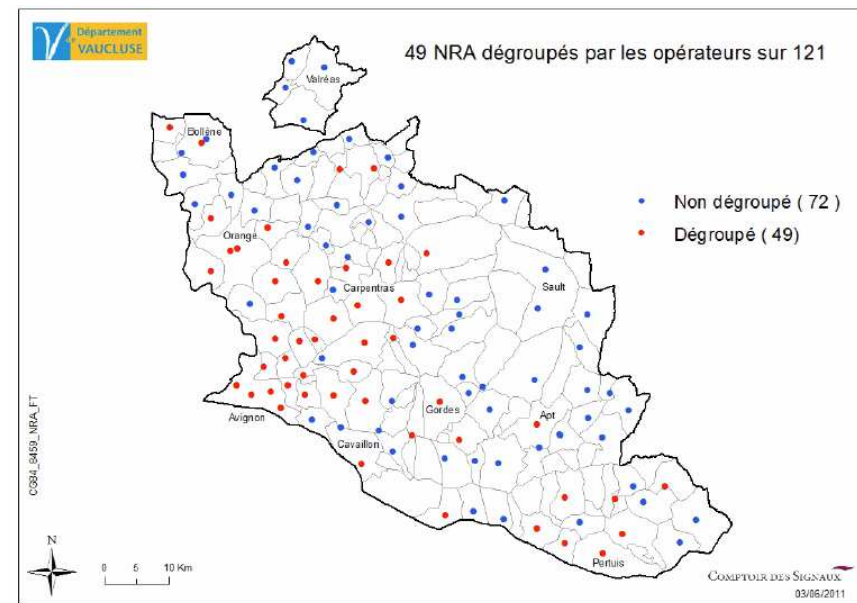 Département
VAUCLUSE
49 NRA dégroupés par les opérateurs sur 121
Valréas
Bollène
Non dégroupé ( 72 )
Dégroupé ( 49)
Orange
Carpentras
Sault
Gordes
Apt
Avignon
Cavaillon
CG84_8459_NRA_FT
Pertuis
N
0 5 10 Km
COMPTOIR DES SIGNAUX
03/06/2011